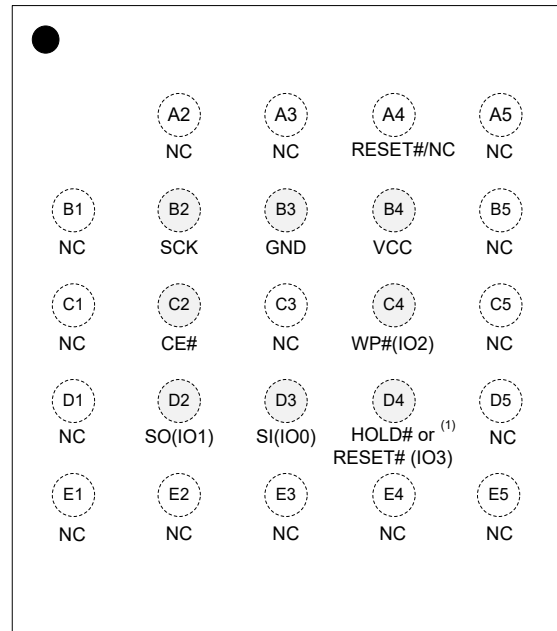 A2 A3 A4 A5
NC NC RESET#/NC NC
B1 B2 B3 B4 B5
NC SCK GND VCC NC
C1 C2 C3 C4 C5
NC CE# NC WP#(IO2) NC
D1 D2 D3 D4 D5
NC SO(IO1) SI(IO0) HOLD# or (1) NC
RESET# (IO3)
E1 E2 E3 E4 E5
NC NC NC NC NC